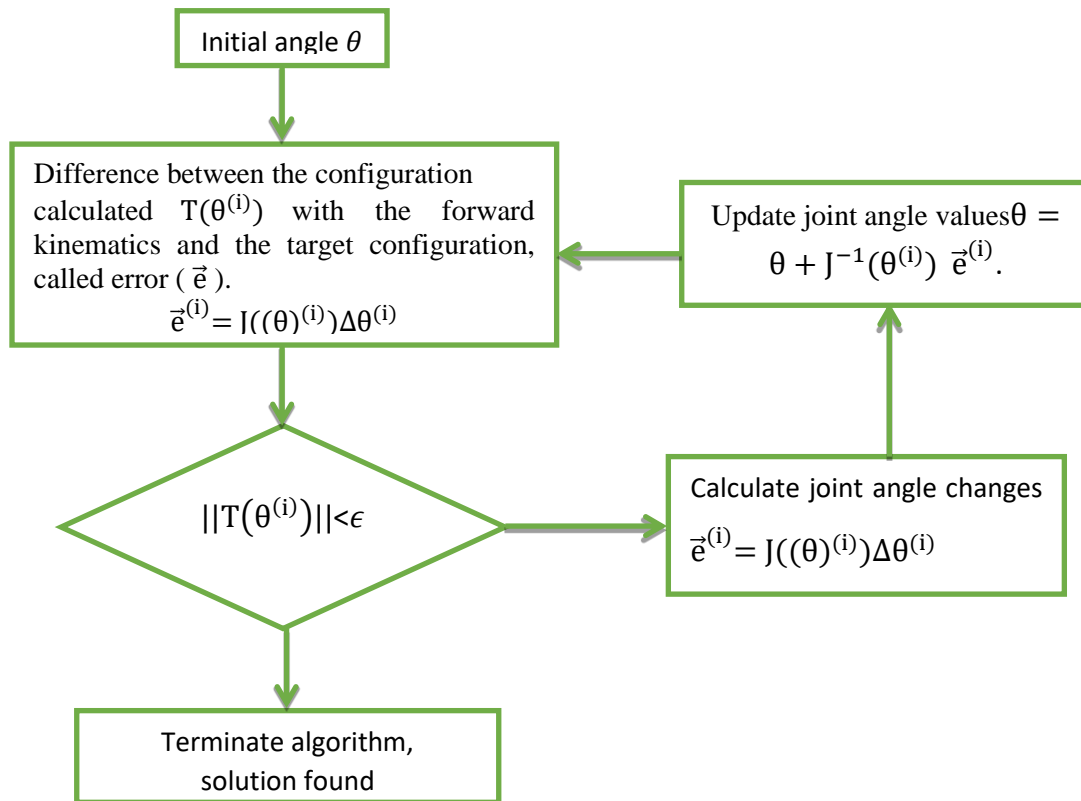 Initial angle θ
Difference between the configuration
calculated T(θ⁽ⁱ⁾) with the forward
kinematics and the target configuration,
called error ( e⃗ ).
e⃗⁽ⁱ⁾= J((θ)⁽ⁱ⁾)Δθ⁽ⁱ⁾
||T(θ⁽ⁱ⁾)||<ϵ
Terminate algorithm,
solution found
Calculate joint angle changes
e⃗⁽ⁱ⁾= J((θ)⁽ⁱ⁾)Δθ⁽ⁱ⁾
Update joint angle valuesθ =
θ + J⁻¹(θ⁽ⁱ⁾) e⃗⁽ⁱ⁾.